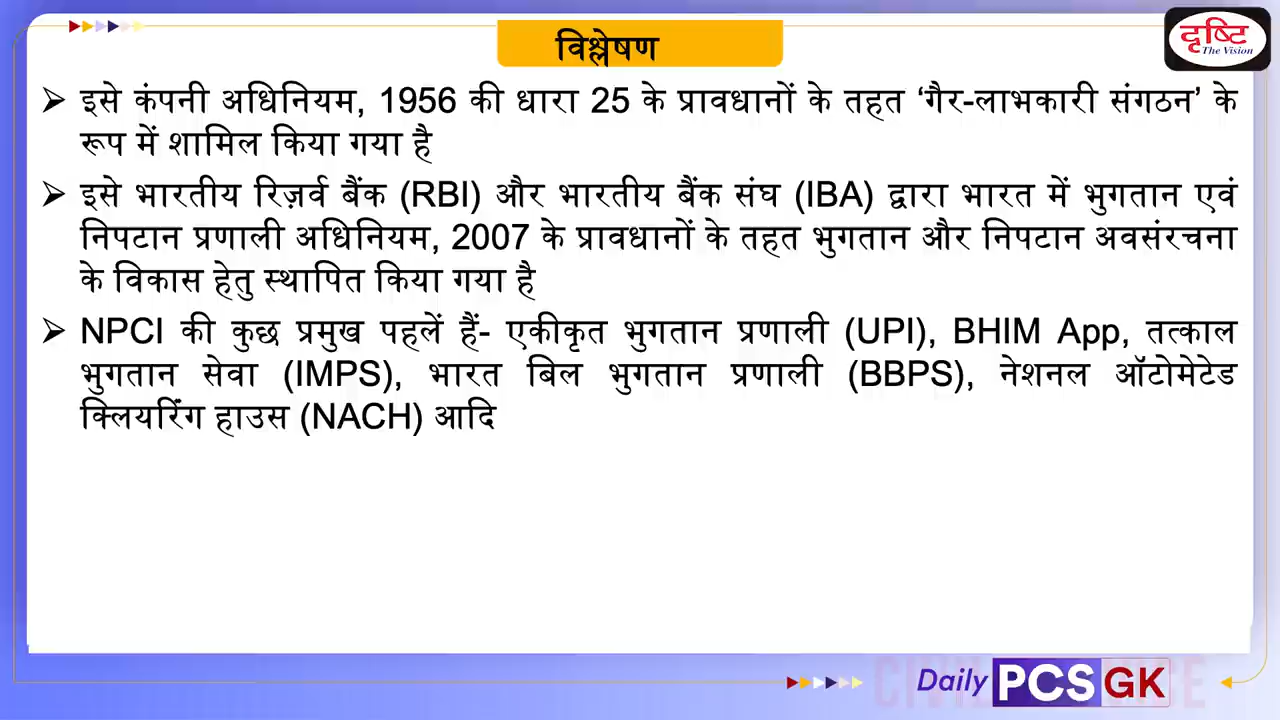 विश्लेषण
दृष्टि
The Vision
➤ इसे कंपनी अधिनियम, 1956 की धारा 25 के प्रावधानों के तहत ‘गैर-लाभकारी संगठन’ के
रूप में शामिल किया गया है
➤ इसे भारतीय रिज़र्व बैंक (RBI) और भारतीय बैंक संघ (IBA) द्वारा भारत में भुगतान एवं
निपटान प्रणाली अधिनियम, 2007 के प्रावधानों के तहत भुगतान और निपटान अवसंरचना
के विकास हेतु स्थापित किया गया है
➤ NPCI की कुछ प्रमुख पहलें हैं- एकीकृत भुगतान प्रणाली (UPI), BHIM App, तत्काल
भुगतान सेवा (IMPS), भारत बिल भुगतान प्रणाली (BBPS), नेशनल ऑटोमेटेड
क्लियरिंग हाउस (NACH) आदि
Daily PCS GK